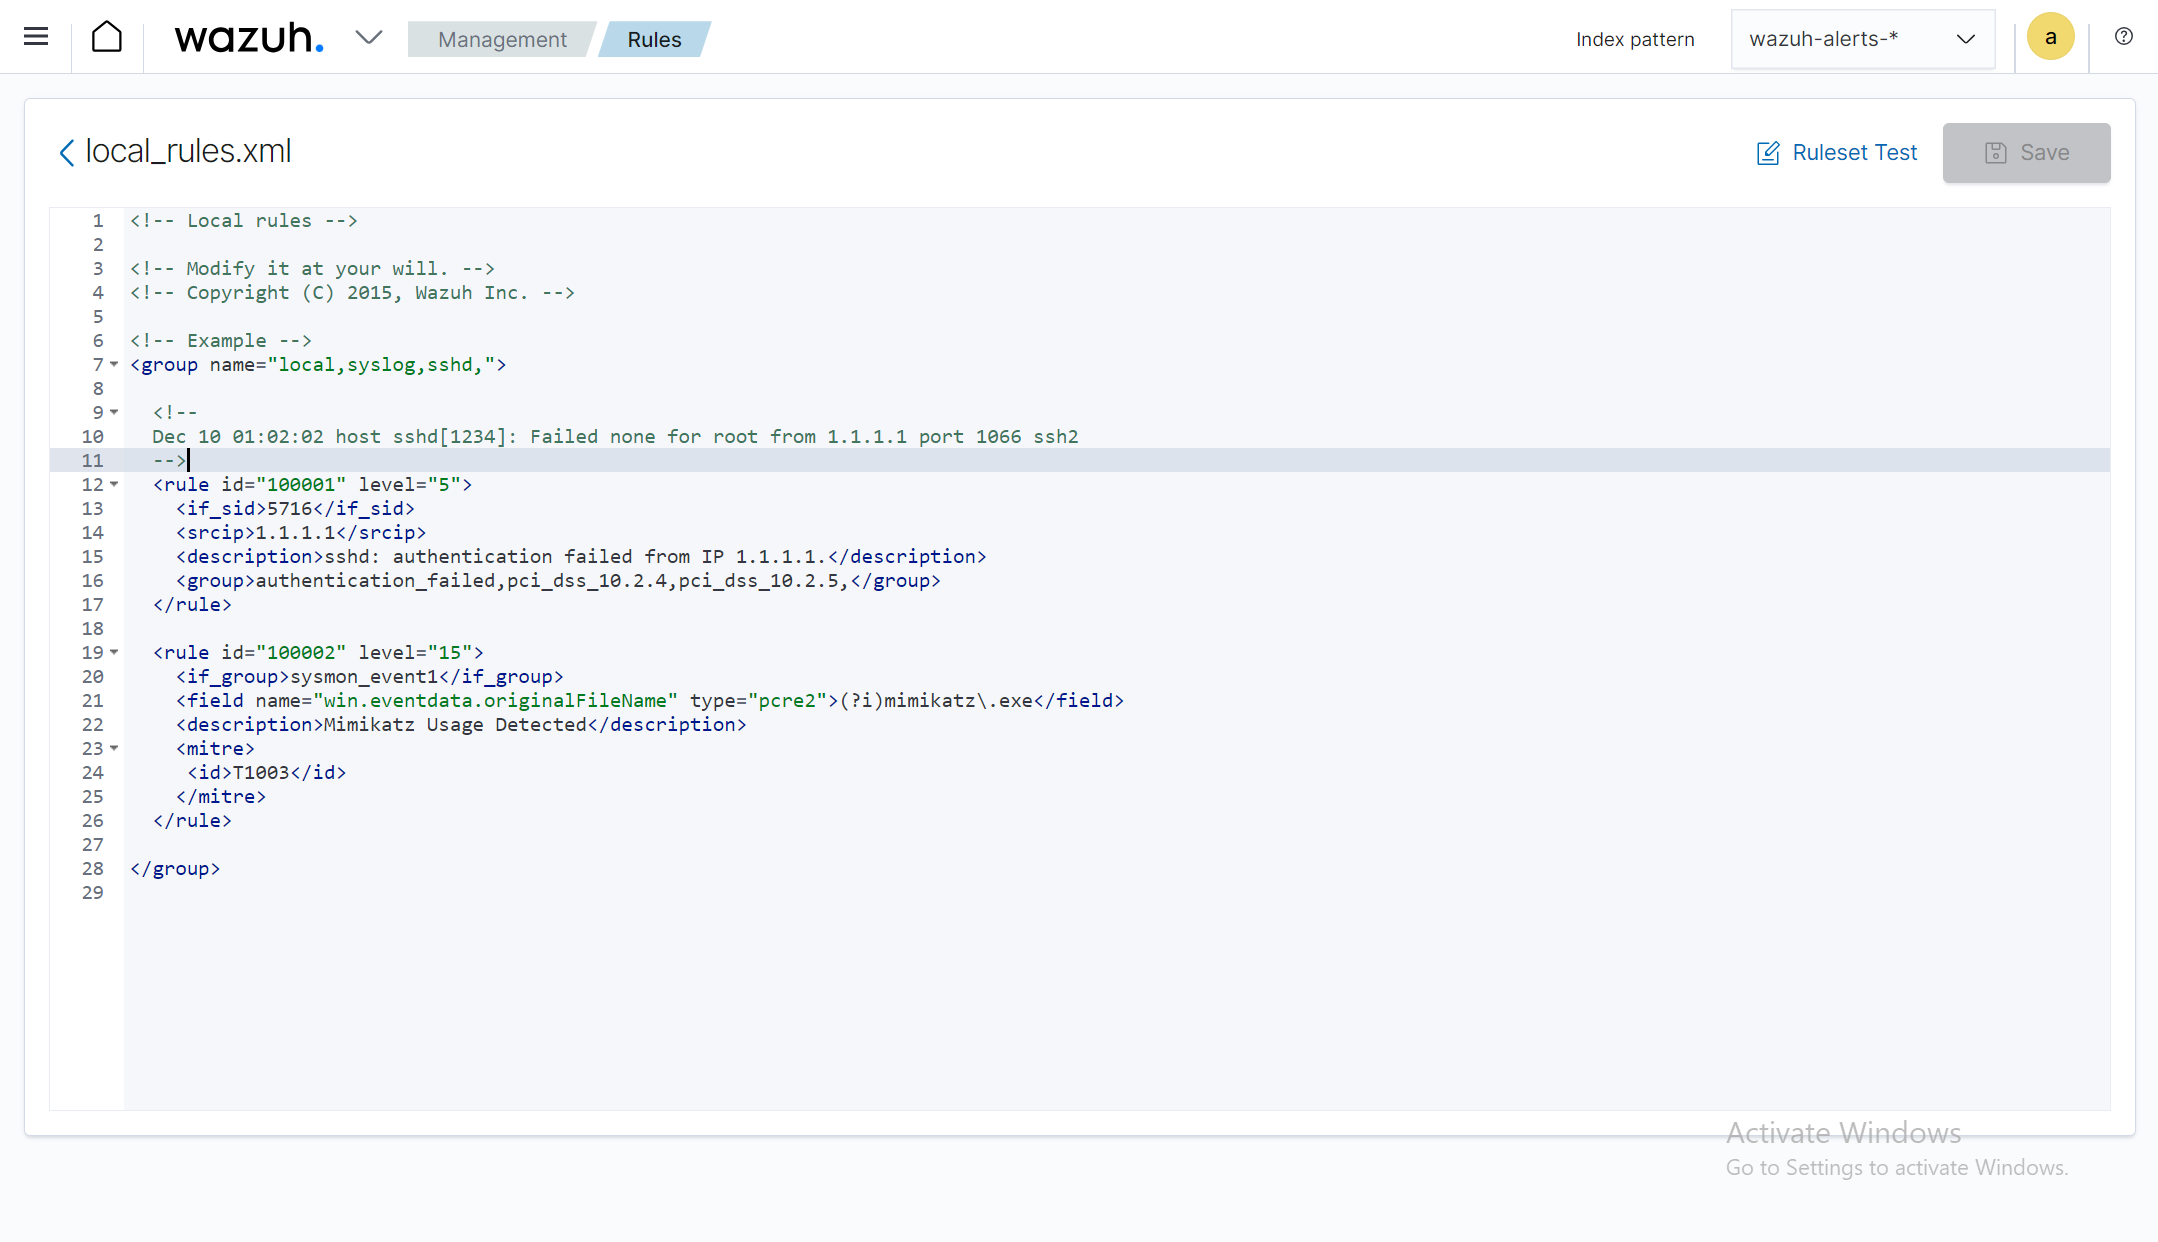 wazuh.
Management
Rules
Index pattern
wazuh-alerts-*
a
local_rules.xml
Ruleset Test
Save
1 <!-- Local rules -->
2
3 <!-- Modify it at your will. -->
4 <!-- Copyright (C) 2015, Wazuh Inc. -->
5
6 <!-- Example -->
7 <group name="local,syslog,sshd,">
8
9   <!--
10   Dec 10 01:02:02 host sshd[1234]: Failed none for root from 1.1.1.1 port 1066 ssh2
11   -->
12   <rule id="100001" level="5">
13     <if_sid>5716</if_sid>
14     <srcip>1.1.1.1</srcip>
15     <description>sshd: authentication failed from IP 1.1.1.1.</description>
16     <group>authentication_failed,pci_dss_10.2.4,pci_dss_10.2.5,</group>
17   </rule>
18
19   <rule id="100002" level="15">
20     <if_group>sysmon_event1</if_group>
21     <field name="win.eventdata.originalFileName" type="pcre2">(?i)mimikatz\.exe</field>
22     <description>Mimikatz Usage Detected</description>
23     <mitre>
24      <id>T1003</id>
25     </mitre>
26   </rule>
27
28 </group>
29
Activate Windows
Go to Settings to activate Windows.